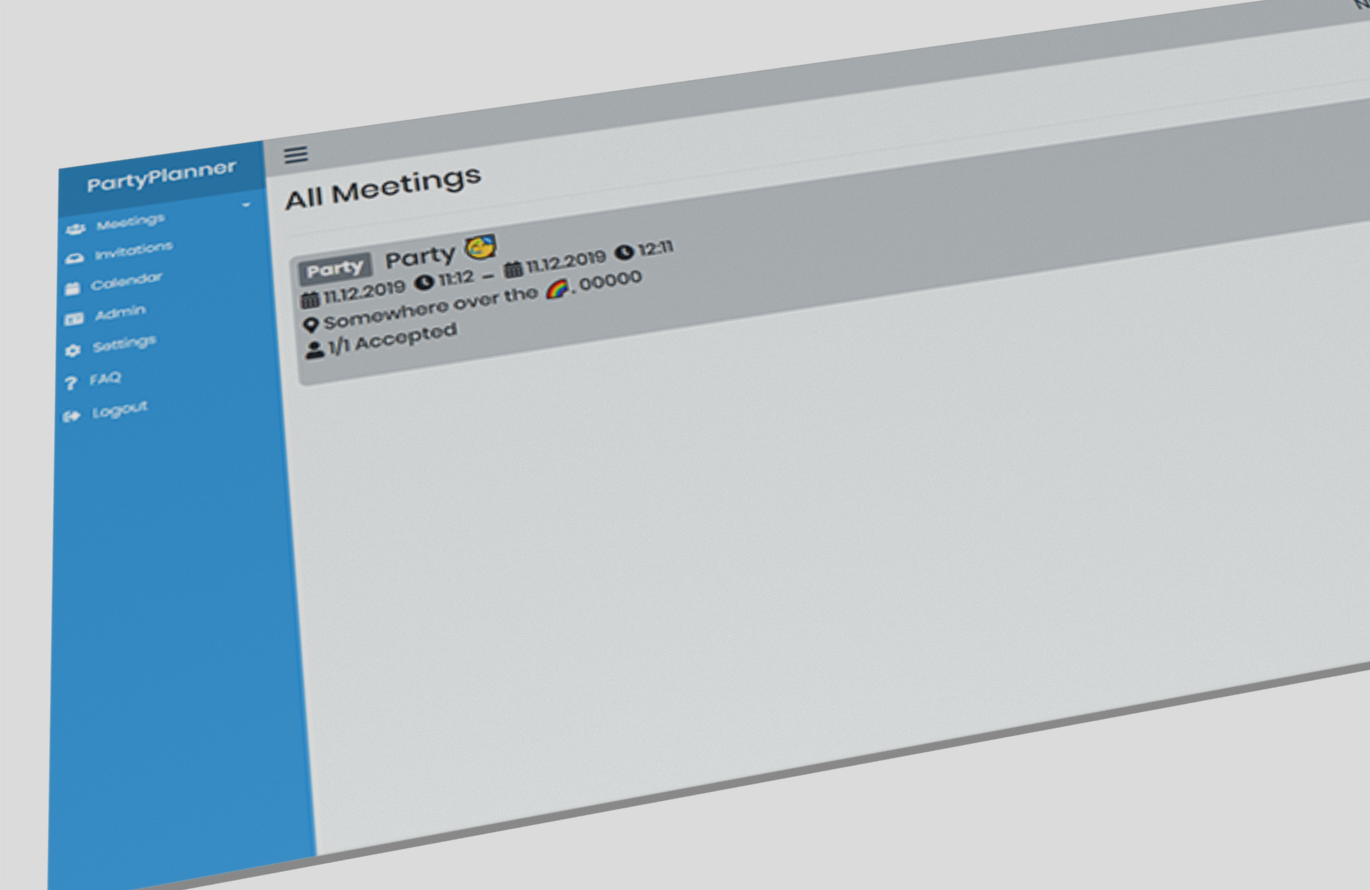 PartyPlanner
Meetings
Invitations
Calendar
Admin
Settings
FAQ
Logout
All Meetings
Party Party 🥳
11.12.2019 11:12 – 11.12.2019 12:11
Somewhere over the 🌈, 00000
1/1 Accepted